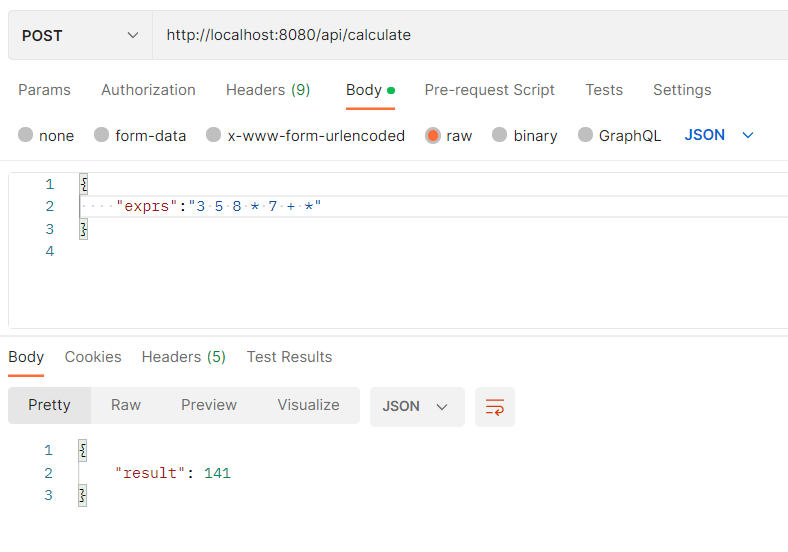 POST http://localhost:8080/api/calculate
Params Authorization Headers (9) Body Pre-request Script Tests Settings
none form-data x-www-form-urlencoded raw binary GraphQL JSON
1 {
2 "exprs":"3 5 8 * 7 + *"
3 }
4
Body Cookies Headers (5) Test Results
Pretty Raw Preview Visualize JSON
1 {
2 "result": 141
3 }